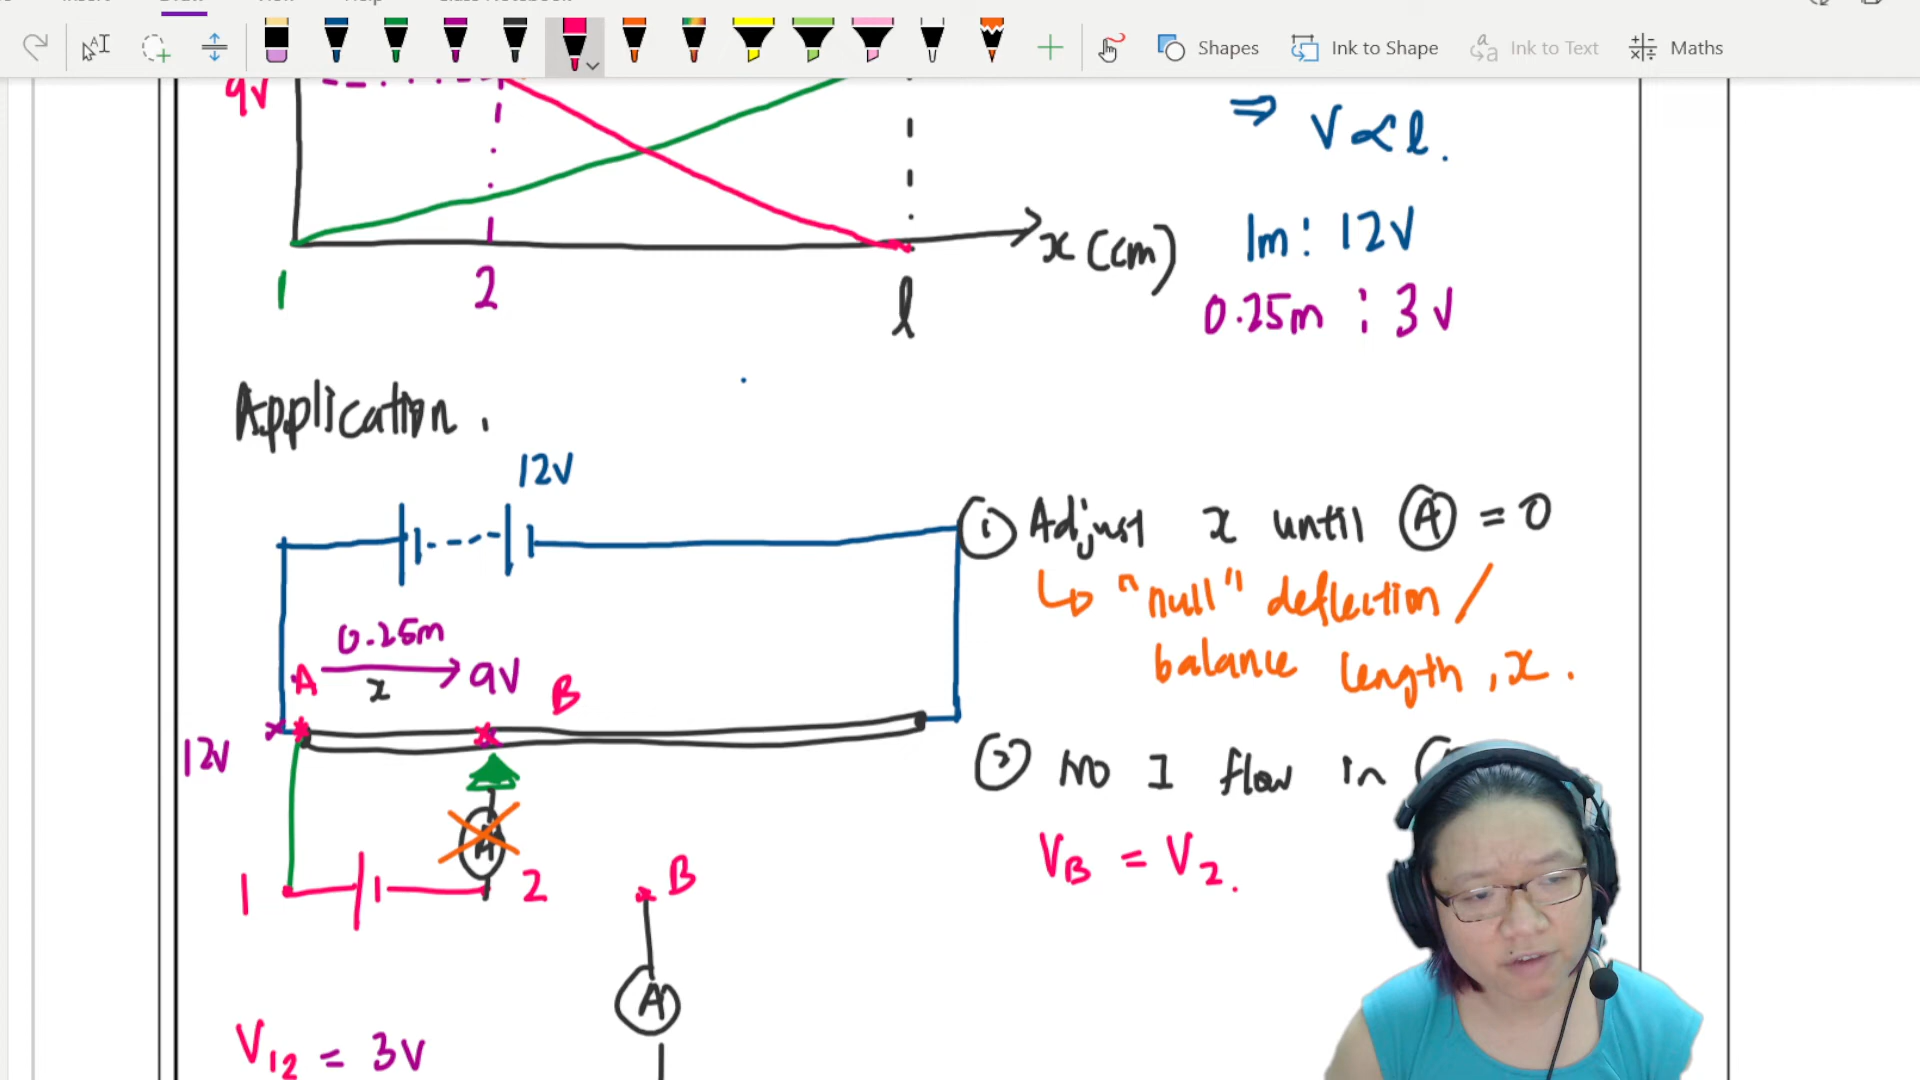 Shapes
Ink to Shape
Ink to Text
Maths
9V
⇒ V ∝ l.
1m : 12V
0.25m : 3V
x (cm)
1
2
l
Application.
12V
① Adjust x until Ⓐ = 0
↳ "null" deflection /
balance length, x.
0.25m
A
x
9V
B
12V
② No I flow in
A
V_B = V_2.
1
2
B
A
V_12 = 3V